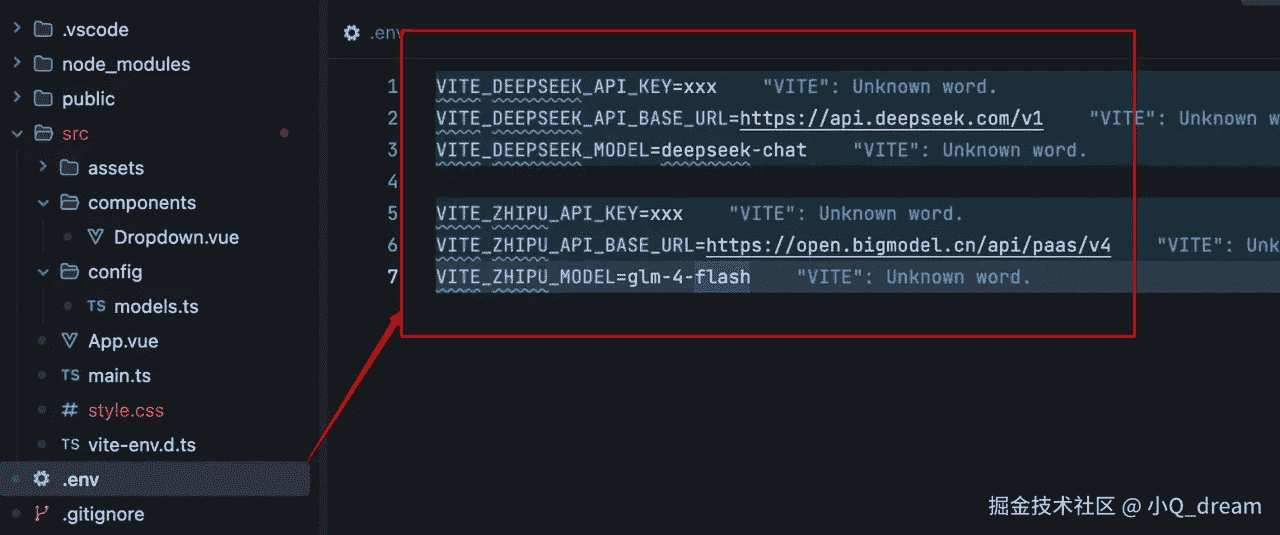 .vscode
node_modules
public
src
assets
components
Dropdown.vue
config
TS models.ts
App.vue
TS main.ts
# style.css
TS vite-env.d.ts
.env
.gitignore
.env
1 VITE_DEEPSEEK_API_KEY=xxx "VITE": Unknown word.
2 VITE_DEEPSEEK_API_BASE_URL=https://api.deepseek.com/v1 "VITE": Unknown w
3 VITE_DEEPSEEK_MODEL=deepseek-chat "VITE": Unknown word.
4
5 VITE_ZHIPU_API_KEY=xxx "VITE": Unknown word.
6 VITE_ZHIPU_API_BASE_URL=https://open.bigmodel.cn/api/paas/v4 "VITE": Unk
7 VITE_ZHIPU_MODEL=glm-4-flash "VITE": Unknown word.
掘金技术社区 @ 小Q_dream